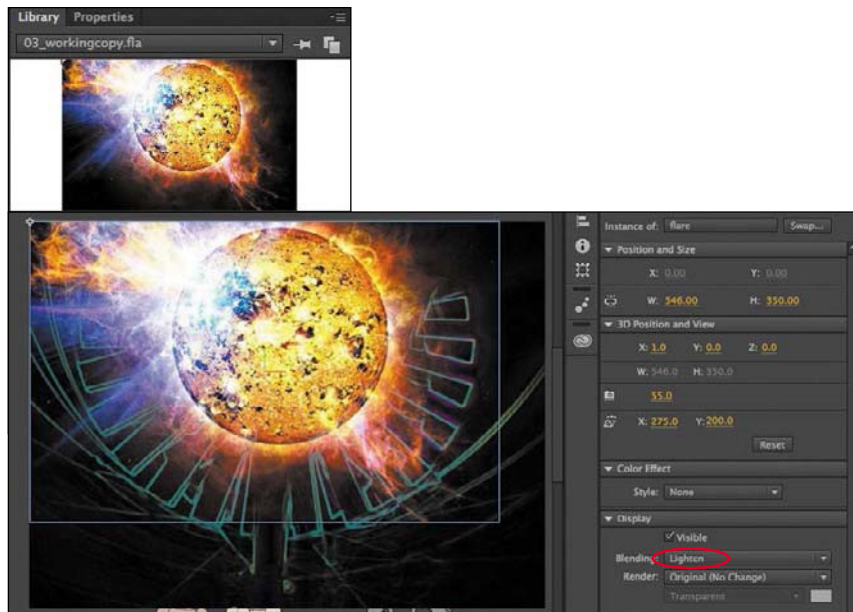 Library Properties
03_workingcopy.fla
Instance of: flare Swap...
Position and Size
X: 0.00 Y: 0.00
W: 546.00 H: 350.00
3D Position and View
X: 1.0 Y: 0.0 Z: 0.0
W: 546.0 H: 350.0
55.0
X: 275.0 Y: 200.0
Reset
Color Effect
Style: None
Display
Visible
Blending: Lighten
Render: Original (No Change)
Transparent